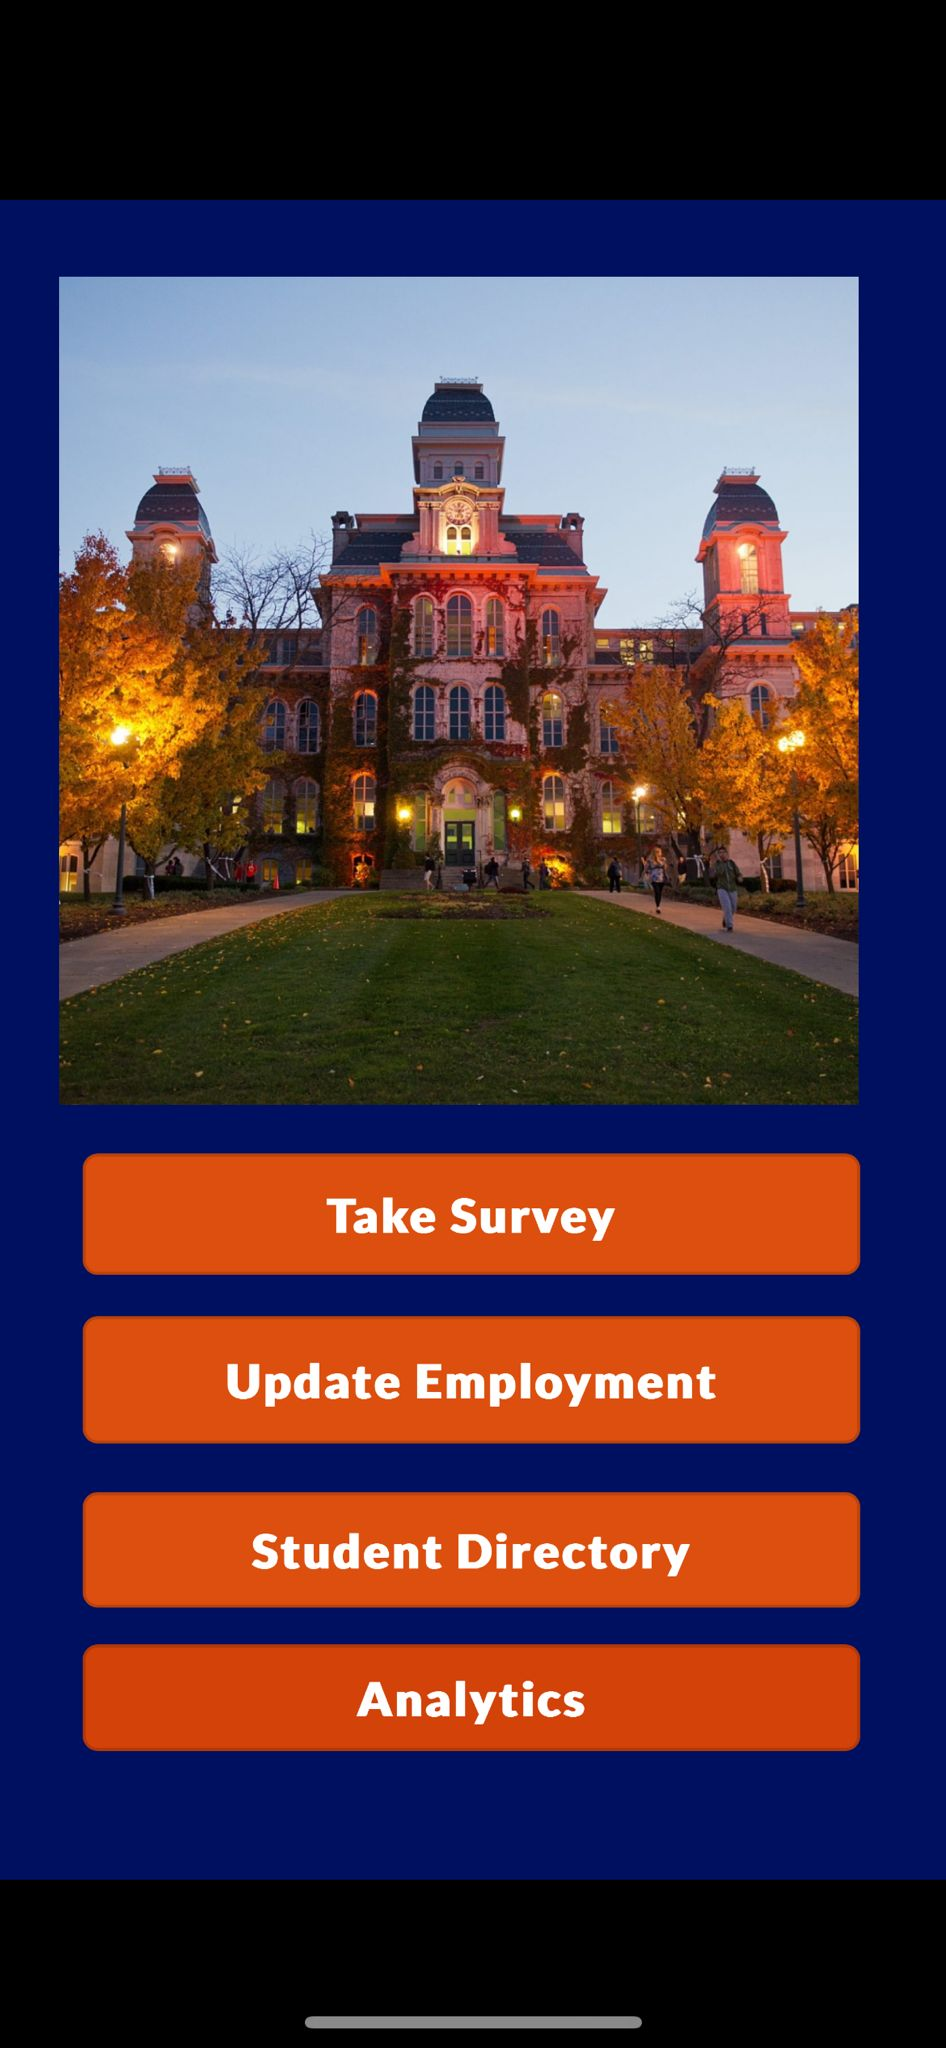 Take Survey
Update Employment
Student Directory
Analytics